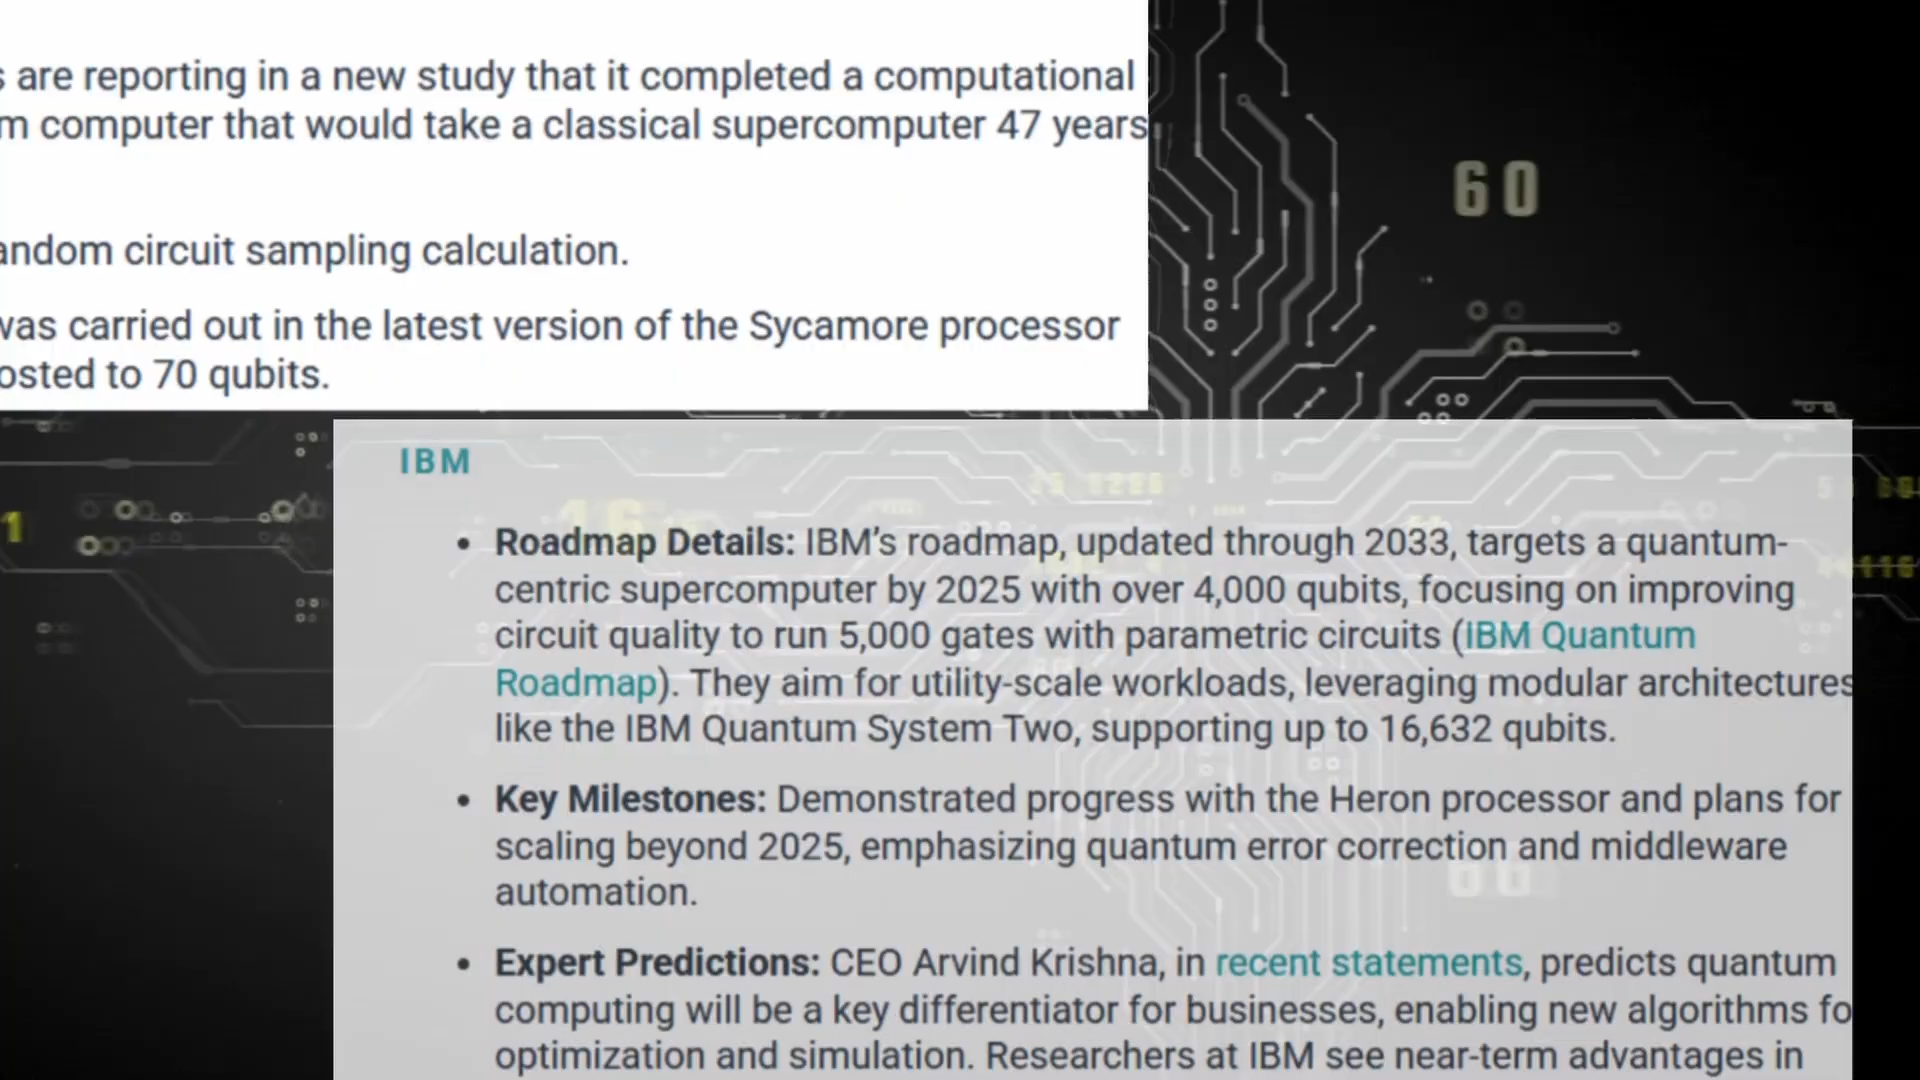 are reporting in a new study that it completed a computational
computer that would take a classical supercomputer 47 years
circuit sampling calculation.
was carried out in the latest version of the Sycamore processor
to 70 qubits.
60
1
IBM
• Roadmap Details: IBM’s roadmap, updated through 2033, targets a quantum-
centric supercomputer by 2025 with over 4,000 qubits, focusing on improving
circuit quality to run 5,000 gates with parametric circuits (IBM Quantum
Roadmap). They aim for utility-scale workloads, leveraging modular architectures
like the IBM Quantum System Two, supporting up to 16,632 qubits.
• Key Milestones: Demonstrated progress with the Heron processor and plans for
scaling beyond 2025, emphasizing quantum error correction and middleware
automation.
66
• Expert Predictions: CEO Arvind Krishna, in recent statements, predicts quantum
computing will be a key differentiator for businesses, enabling new algorithms fo
optimization and simulation. Researchers at IBM see near-term advantages in